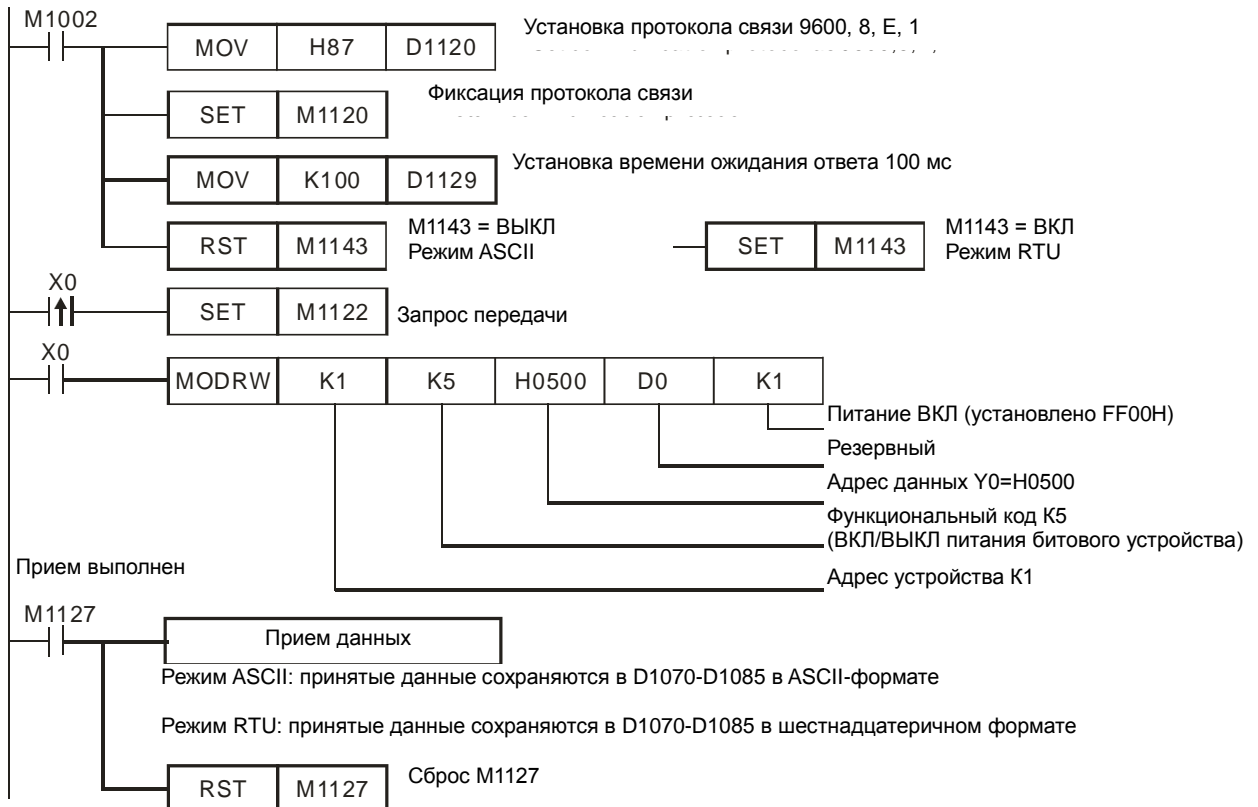 M1002
MOV H87 D1120 Установка протокола связи 9600, 8, E, 1
SET M1120 Фиксация протокола связи
MOV K100 D1129 Установка времени ожидания ответа 100 мс
RST M1143 M1143 = ВЫКЛ
Режим ASCII
SET M1143 M1143 = ВКЛ
Режим RTU
X0
SET M1122 Запрос передачи
X0
MODRW K1 K5 H0500 D0 K1
Питание ВКЛ (установлено FF00H)
Резервный
Адрес данных Y0=H0500
Функциональный код K5
(ВКЛ/ВЫКЛ питания битового устройства)
Адрес устройства K1
Прием выполнен
M1127
Прием данных
Режим ASCII: принятые данные сохраняются в D1070-D1085 в ASCII-формате
Режим RTU: принятые данные сохраняются в D1070-D1085 в шестнадцатеричном формате
RST M1127 Сброс M1127